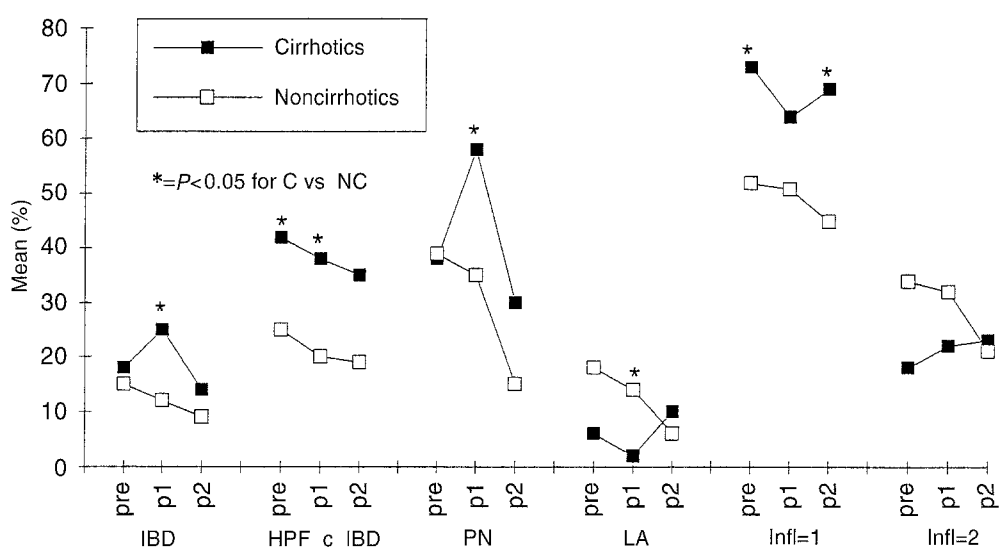 80
70
60
50
40
30
20
10
0
Mean (%)
Cirrhotics
Noncirrhotics
*=P<0.05 for C vs NC
*
*
*
*
*
*
*
pre p1 p2 pre p1 p2 pre p1 p2 pre p1 p2 pre p1 p2 pre p1 p2
IBD HPF c IBD PN LA Infl=1 Infl=2